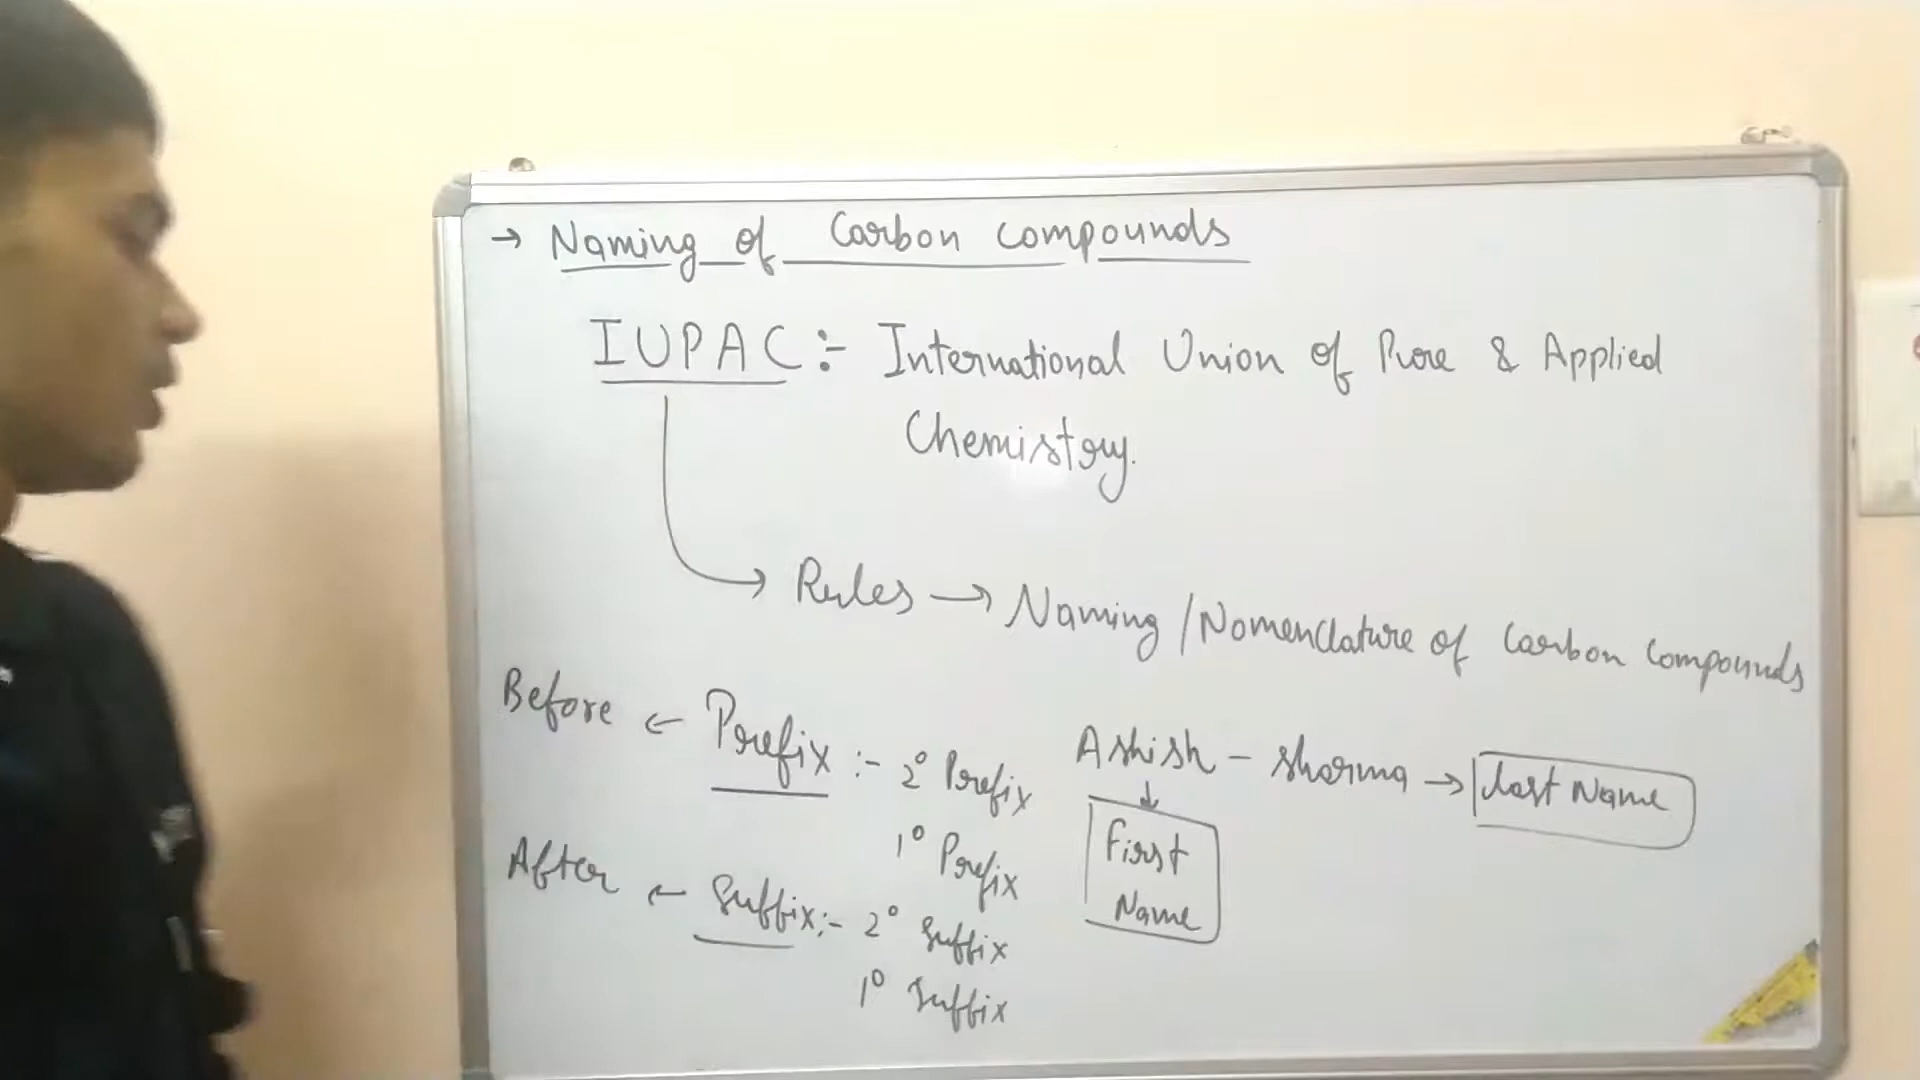 → Naming of Carbon Compounds
IUPAC :- International Union of Pure & Applied
Chemistry.
→ Rules → Naming / Nomenclature of Carbon Compounds
Before ← Prefix :- 2° Prefix
1° Prefix
Ashish - Sharma → Last Name
↓
First
Name
After ← Suffix :- 2° Suffix
1° Suffix